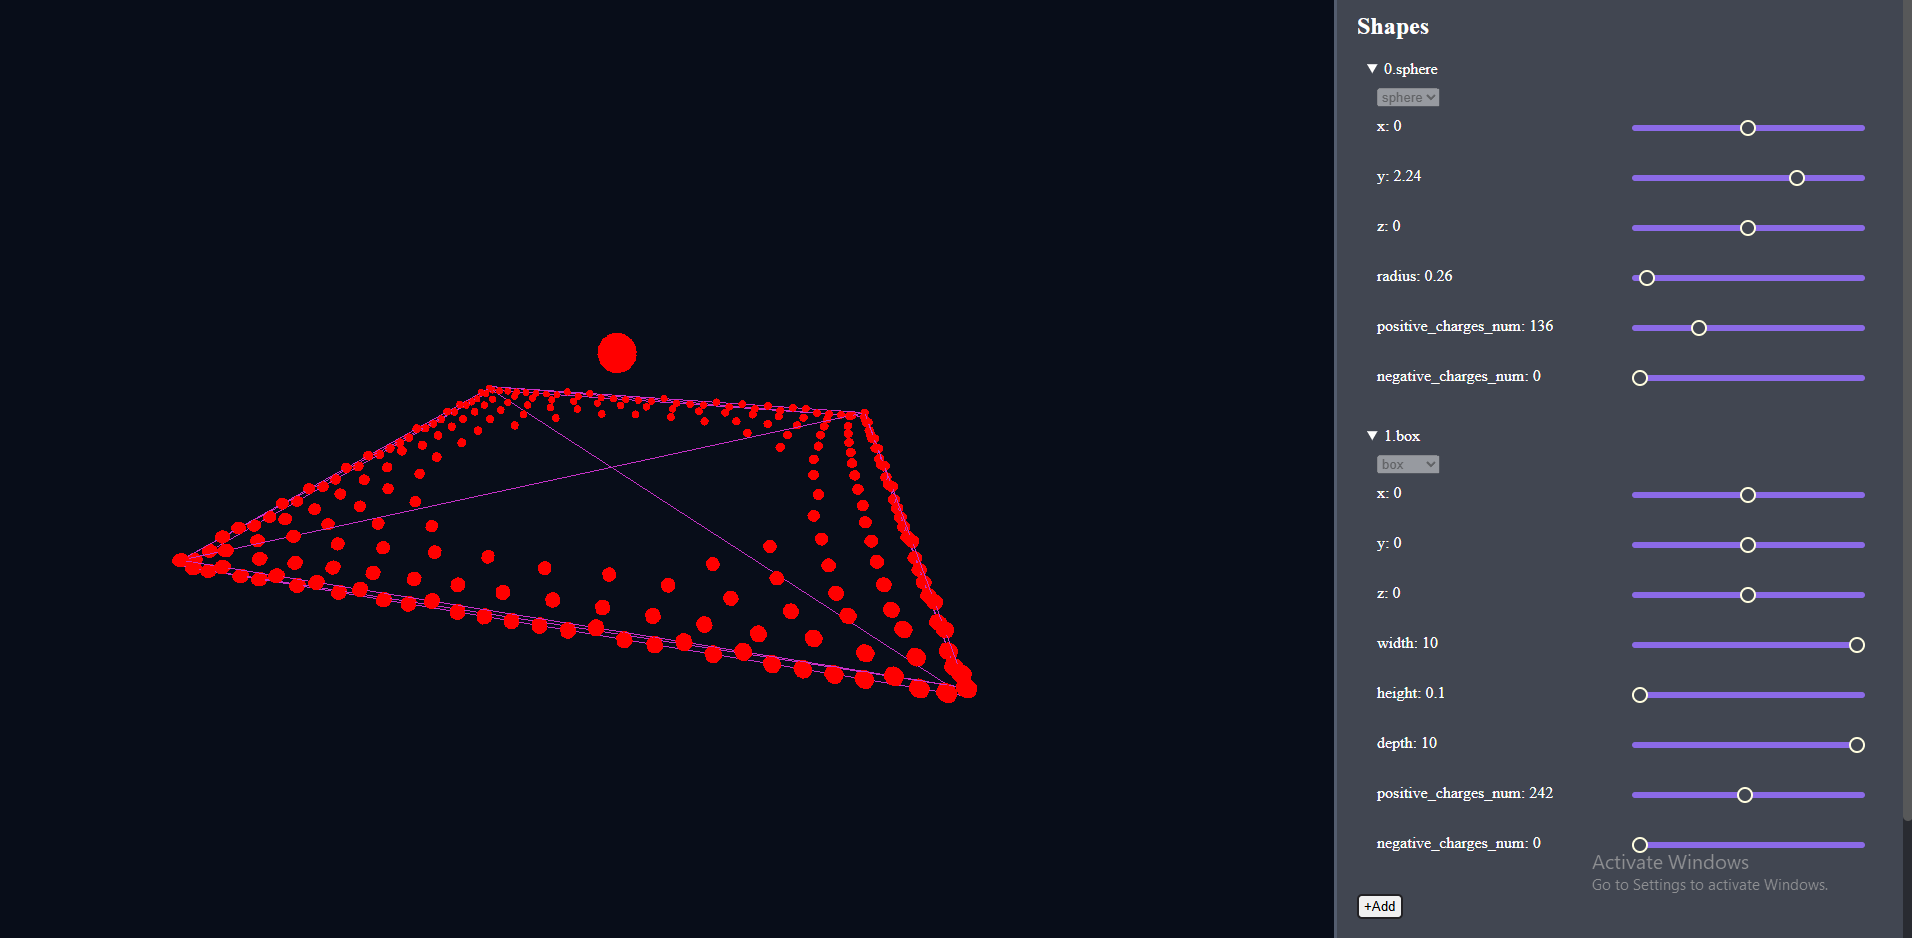 Shapes
▼ 0.sphere
sphere
x: 0
y: 2.24
z: 0
radius: 0.26
positive_charges_num: 136
negative_charges_num: 0
▼ 1.box
box
x: 0
y: 0
z: 0
width: 10
height: 0.1
depth: 10
positive_charges_num: 242
negative_charges_num: 0
Activate Windows
Go to Settings to activate Windows.
+Add